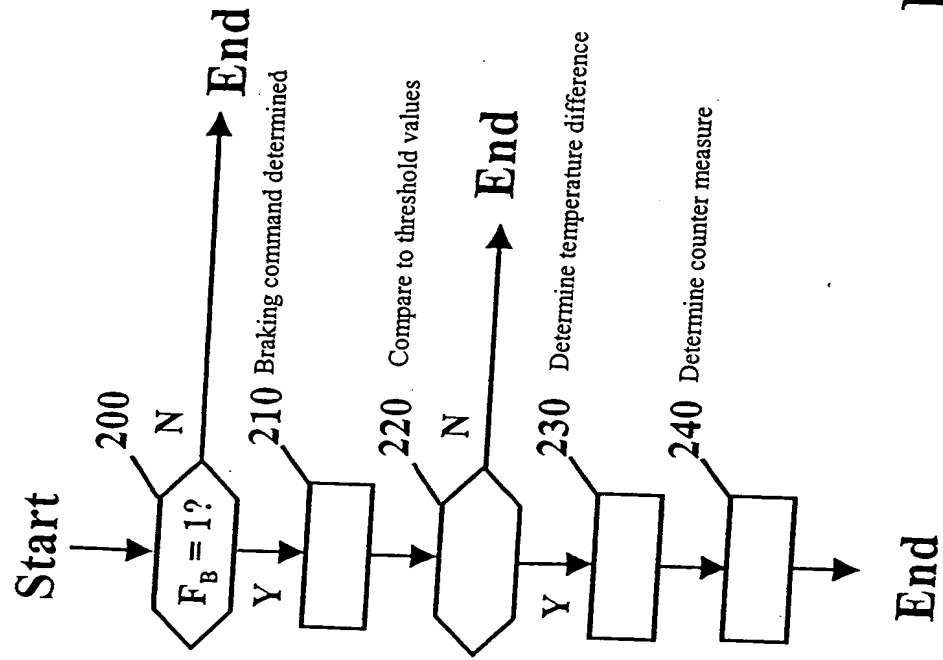 Start
200
F_B = 1?
N
End
Y
210 Braking command determined
220 Compare to threshold values
N
End
Y
230 Determine temperature difference
240 Determine counter measure
End